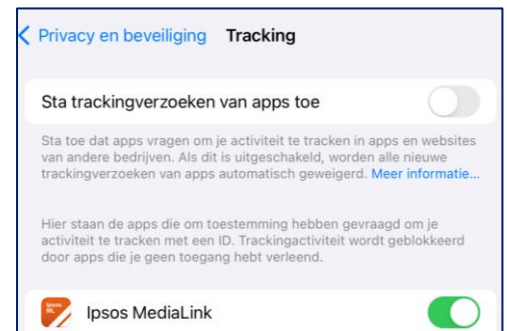 Privacy en beveiliging Tracking
Sta trackingverzoeken van apps toe
Sta toe dat apps vragen om je activiteit te tracken in apps en websites
van andere bedrijven. Als dit is uitgeschakeld, worden alle nieuwe
trackingverzoeken van apps automatisch geweigerd. Meer informatie...
Hier staan de apps die om toestemming hebben gevraagd om je
activiteit te tracken met een ID. Trackingactiviteit wordt geblokkeerd
door apps die je geen toegang hebt verleend.
Ipsos
ML
Ipsos MediaLink